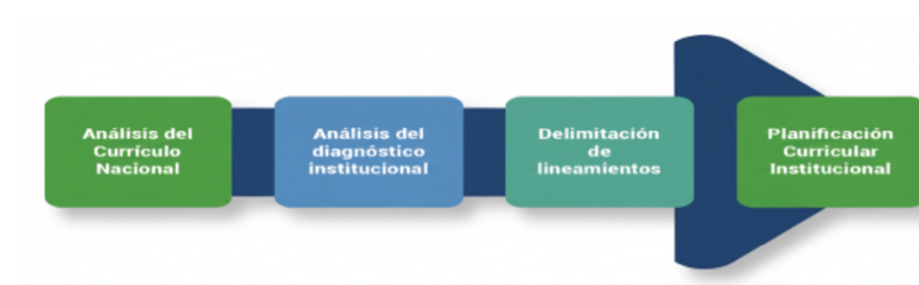 Análisis del
Currículo
Nacional
Análisis del
diagnóstico
institucional
Delimitación
de
lineamientos
Planificación
Curricular
Institucional